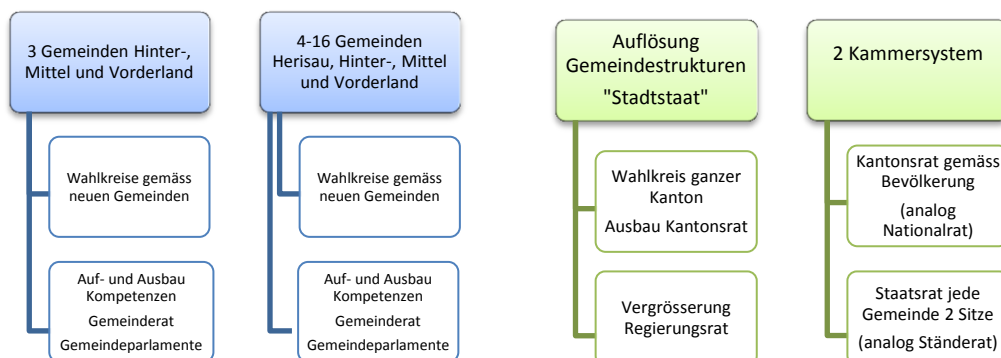 3 Gemeinden Hinter-,
Mittel und Vorderland
Wahlkreise gemäss
neuen Gemeinden
Auf- und Ausbau
Kompetenzen
Gemeinderat
Gemeindeparlamente
4-16 Gemeinden
Herisau, Hinter-, Mittel
und Vorderland
Wahlkreise gemäss
neuen Gemeinden
Auf- und Ausbau
Kompetenzen
Gemeinderat
Gemeindeparlamente
Auflösung
Gemeindestrukturen
"Stadtstaat"
Wahlkreis ganzer
Kanton
Ausbau Kantonsrat
Vergrösserung
Regierungsrat
2 Kammersystem
Kantonsrat gemäss
Bevölkerung
(analog
Nationalrat)
Staatsrat jede
Gemeinde 2 Sitze
(analog Ständerat)